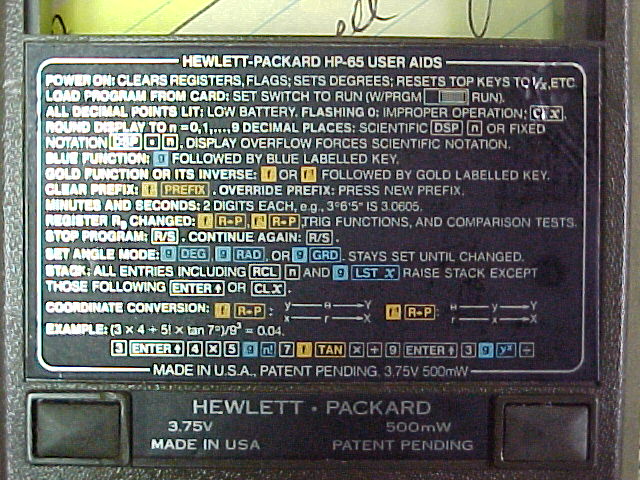 ell
HEWLETT-PACKARD HP-65 USER AIDS
POWER ON: CLEARS REGISTERS, FLAGS; SETS DEGREES; RESETS TOP KEYS TO 1/x, ETC
LOAD PROGRAM FROM CARD: SET SWITCH TO RUN (W/PRGM RUN).
ALL DECIMAL POINTS LIT: LOW BATTERY. FLASHING 0: IMPROPER OPERATION; CLX.
ROUND DISPLAY TO n = 0,1,....9 DECIMAL PLACES: SCIENTIFIC DSP n OR FIXED
NOTATION DSP • n. DISPLAY OVERFLOW FORCES SCIENTIFIC NOTATION.
BLUE FUNCTION: g FOLLOWED BY BLUE LABELLED KEY.
GOLD FUNCTION OR ITS INVERSE: f OR f⁻¹ FOLLOWED BY GOLD LABELLED KEY.
CLEAR PREFIX: f PREFIX. OVERRIDE PREFIX: PRESS NEW PREFIX.
MINUTES AND SECONDS: 2 DIGITS EACH, e.g., 3°6'5" IS 3.0605.
REGISTER R₉ CHANGED: f R→P, f⁻¹ R→P, TRIG FUNCTIONS, AND COMPARISON TESTS.
STOP PROGRAM: R/S. CONTINUE AGAIN: R/S.
SET ANGLE MODE: g DEG g RAD, OR g GRD. STAYS SET UNTIL CHANGED.
STACK: ALL ENTRIES INCLUDING RCL n AND g LST X RAISE STACK EXCEPT
THOSE FOLLOWING ENTER↑ OR CLX.
COORDINATE CONVERSION: f R→P: y→θ→Y x→r→X f⁻¹ R→P: θ→y→Y r→x→X
EXAMPLE: (3 × 4 + 5! × tan 7°)/9³ = 0.04.
3 ENTER↑ 4 × 5 g n! 7 f TAN × + 9 ENTER↑ 3 g yˣ ÷
MADE IN U.S.A., PATENT PENDING. 3.75V 500mW
HEWLETT • PACKARD
3.75V 500mW
MADE IN USA PATENT PENDING